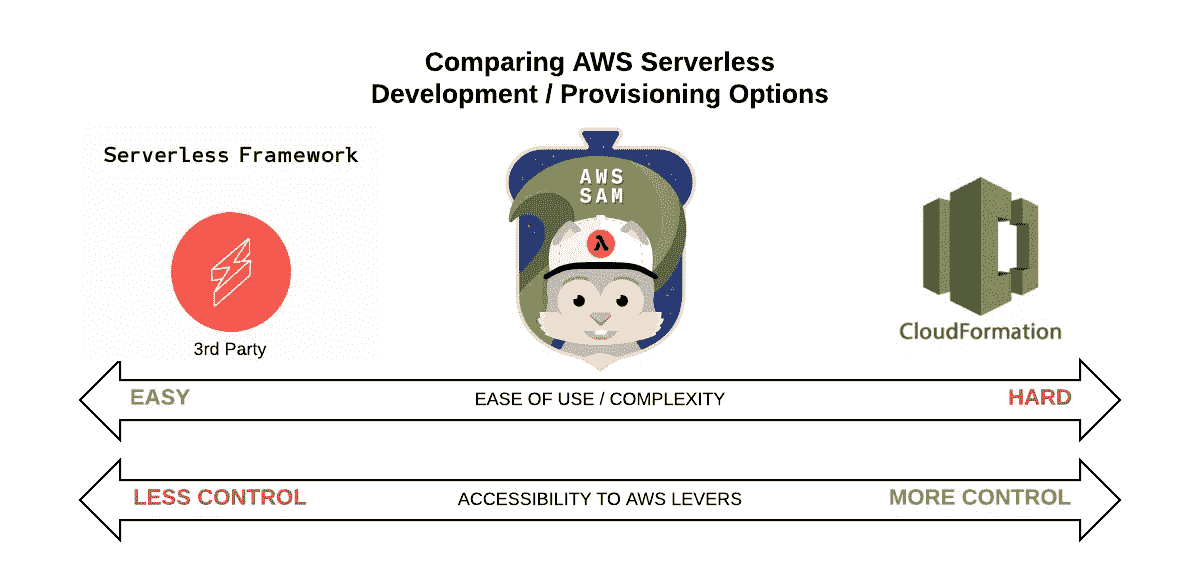 Comparing AWS Serverless
Development / Provisioning Options
Serverless Framework
3rd Party
AWS
SAM
λ
CloudFormation
EASY
EASE OF USE / COMPLEXITY
HARD
LESS CONTROL
ACCESSIBILITY TO AWS LEVERS
MORE CONTROL